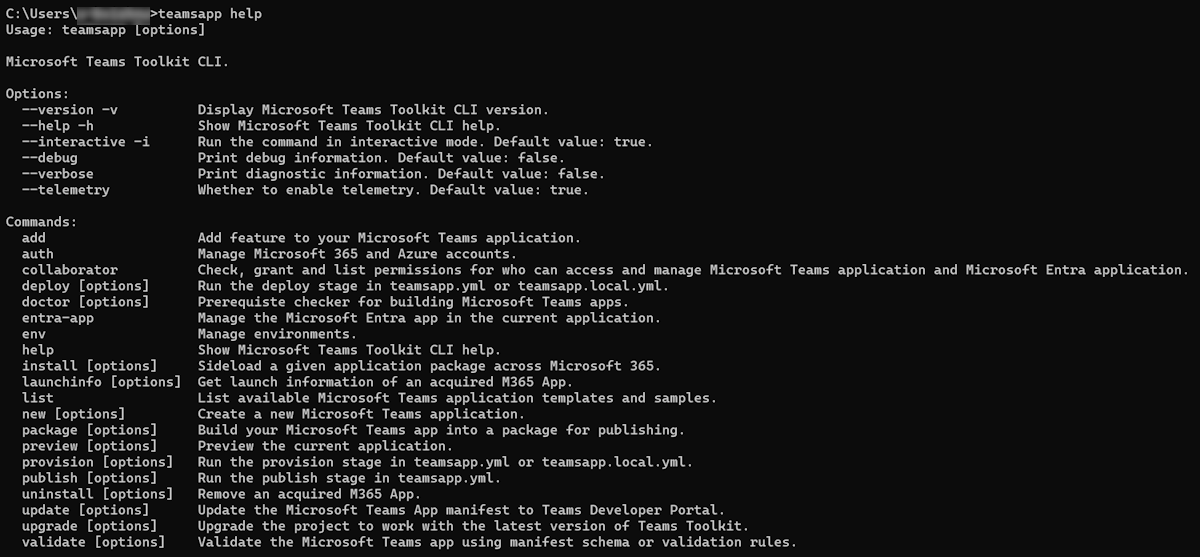 C:\Users\>teamsapp help
Usage: teamsapp [options]
Microsoft Teams Toolkit CLI.
Options:
--version -v Display Microsoft Teams Toolkit CLI version.
--help -h Show Microsoft Teams Toolkit CLI help.
--interactive -i Run the command in interactive mode. Default value: true.
--debug Print debug information. Default value: false.
--verbose Print diagnostic information. Default value: false.
--telemetry Whether to enable telemetry. Default value: true.
Commands:
add Add feature to your Microsoft Teams application.
auth Manage Microsoft 365 and Azure accounts.
collaborator Check, grant and list permissions for who can access and manage Microsoft Teams application and Microsoft Entra application.
deploy [options] Run the deploy stage in teamsapp.yml or teamsapp.local.yml.
doctor [options] Prerequiste checker for building Microsoft Teams apps.
entra-app Manage the Microsoft Entra app in the current application.
env Manage environments.
help Show Microsoft Teams Toolkit CLI help.
install [options] Sideload a given application package across Microsoft 365.
launchinfo [options] Get launch information of an acquired M365 App.
list List available Microsoft Teams application templates and samples.
new [options] Create a new Microsoft Teams application.
package [options] Build your Microsoft Teams app into a package for publishing.
preview [options] Preview the current application.
provision [options] Run the provision stage in teamsapp.yml or teamsapp.local.yml.
publish [options] Run the publish stage in teamsapp.yml.
uninstall [options] Remove an acquired M365 App.
update [options] Update the Microsoft Teams App manifest to Teams Developer Portal.
upgrade [options] Upgrade the project to work with the latest version of Teams Toolkit.
validate [options] Validate the Microsoft Teams app using manifest schema or validation rules.